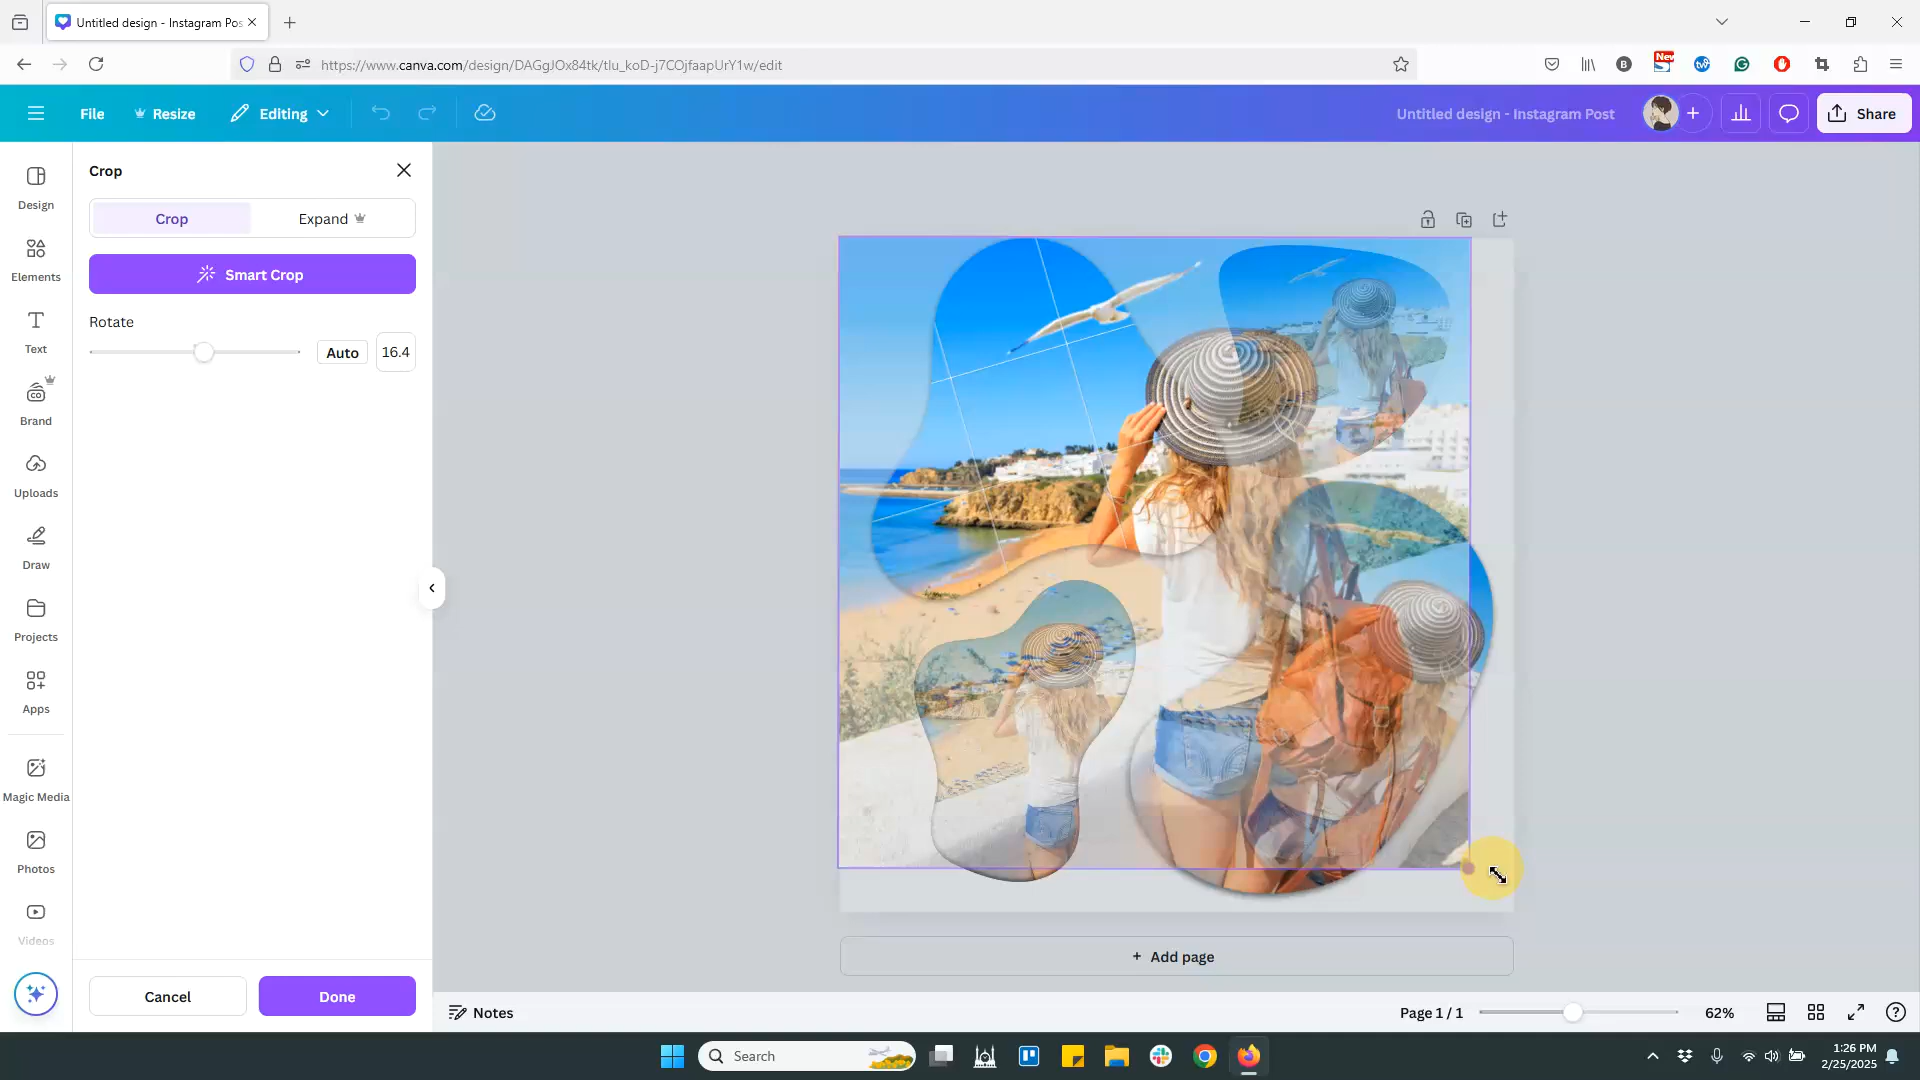 Untitled design - Instagram Pos
https://www.canva.com/design/DAGgJOx84tk/tlu_koD-j7COjfaapUrY1w/edit
B
New
File
Resize
Editing
Untitled design - Instagram Post
Share
Design
Elements
Text
Brand
Uploads
Draw
Projects
Apps
Magic Media
Photos
Videos
Crop
Crop
Expand
Smart Crop
Rotate
Auto
16.4
Cancel
Done
+ Add page
Notes
Page 1 / 1
62%
Search
1:26 PM
2/25/2025